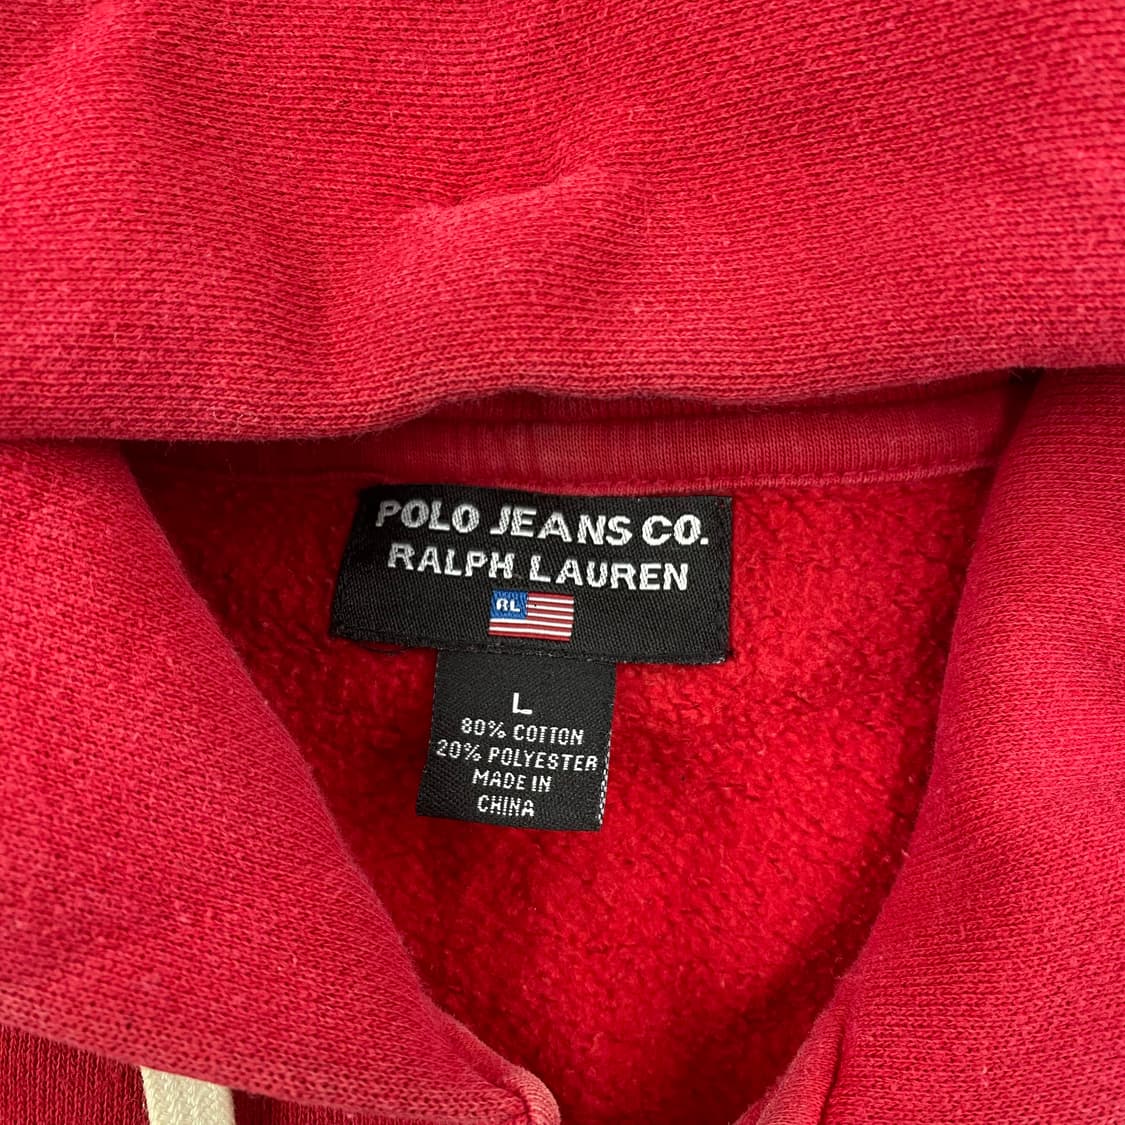 POLO JEANS CO.
RALPH LAUREN
RL
L
80% COTTON
20% POLYESTER
MADE IN
CHINA